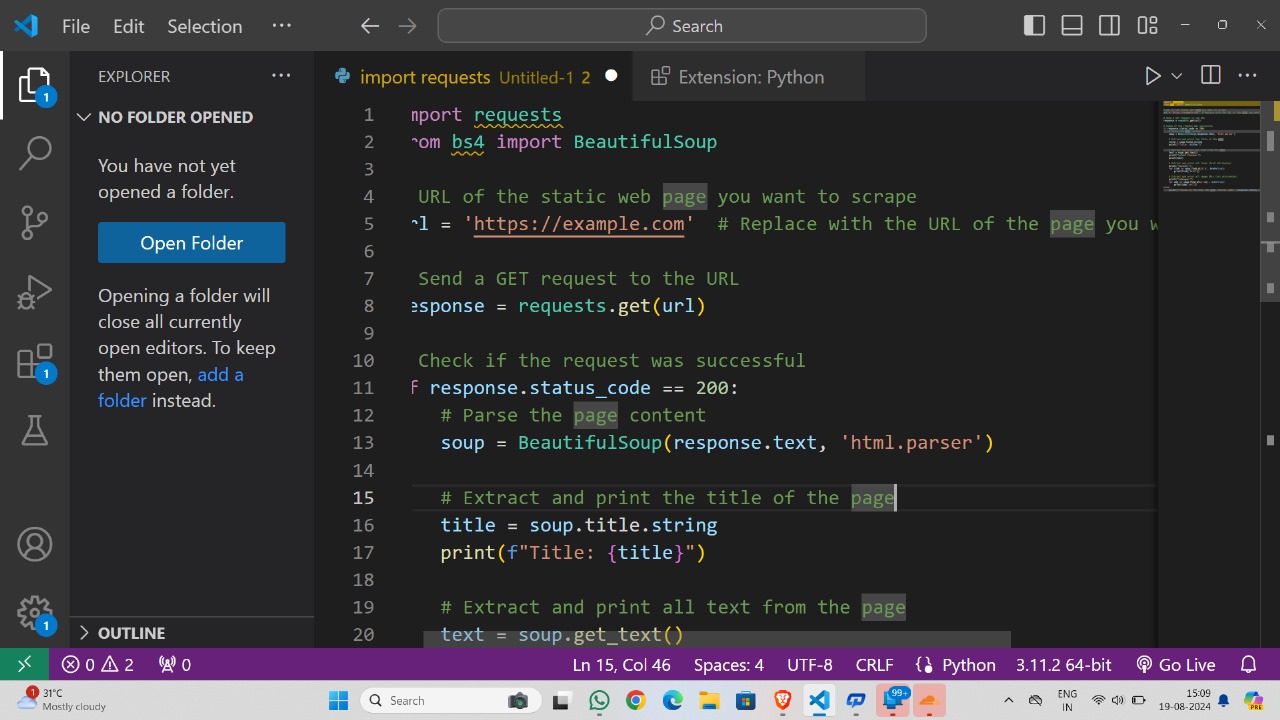 File Edit Selection ···
Search
EXPLORER ···
NO FOLDER OPENED
You have not yet
opened a folder.
Open Folder
Opening a folder will
close all currently
open editors. To keep
them open, add a
folder instead.
OUTLINE
1
1
1
import requests Untitled-1 2
Extension: Python
1 mport requests
2 rom bs4 import BeautifulSoup
3
4 URL of the static web page you want to scrape
5 rl = 'https://example.com' # Replace with the URL of the page you w
6
7 Send a GET request to the URL
8 esponse = requests.get(url)
9
10 Check if the request was successful
11 f response.status_code == 200:
12 # Parse the page content
13 soup = BeautifulSoup(response.text, 'html.parser')
14
15 # Extract and print the title of the page
16 title = soup.title.string
17 print(f"Title: {title}")
18
19 # Extract and print all text from the page
20 text = soup.get_text()
0 2 0 Ln 15, Col 46 Spaces: 4 UTF-8 CRLF {} Python 3.11.2 64-bit Go Live
1 31°C
Mostly cloudy
Search
99+
ENG
IN
15:09
19-08-2024
PRE